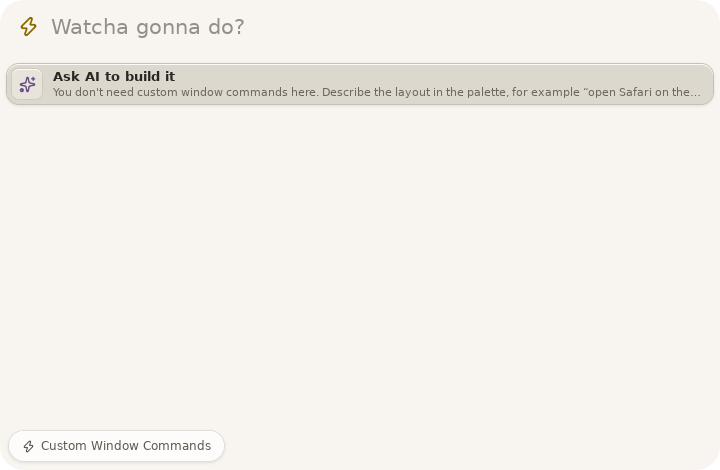 Watcha gonna do?
Ask AI to build it
You don't need custom window commands here. Describe the layout in the palette, for example “open Safari on the…
Custom Window Commands